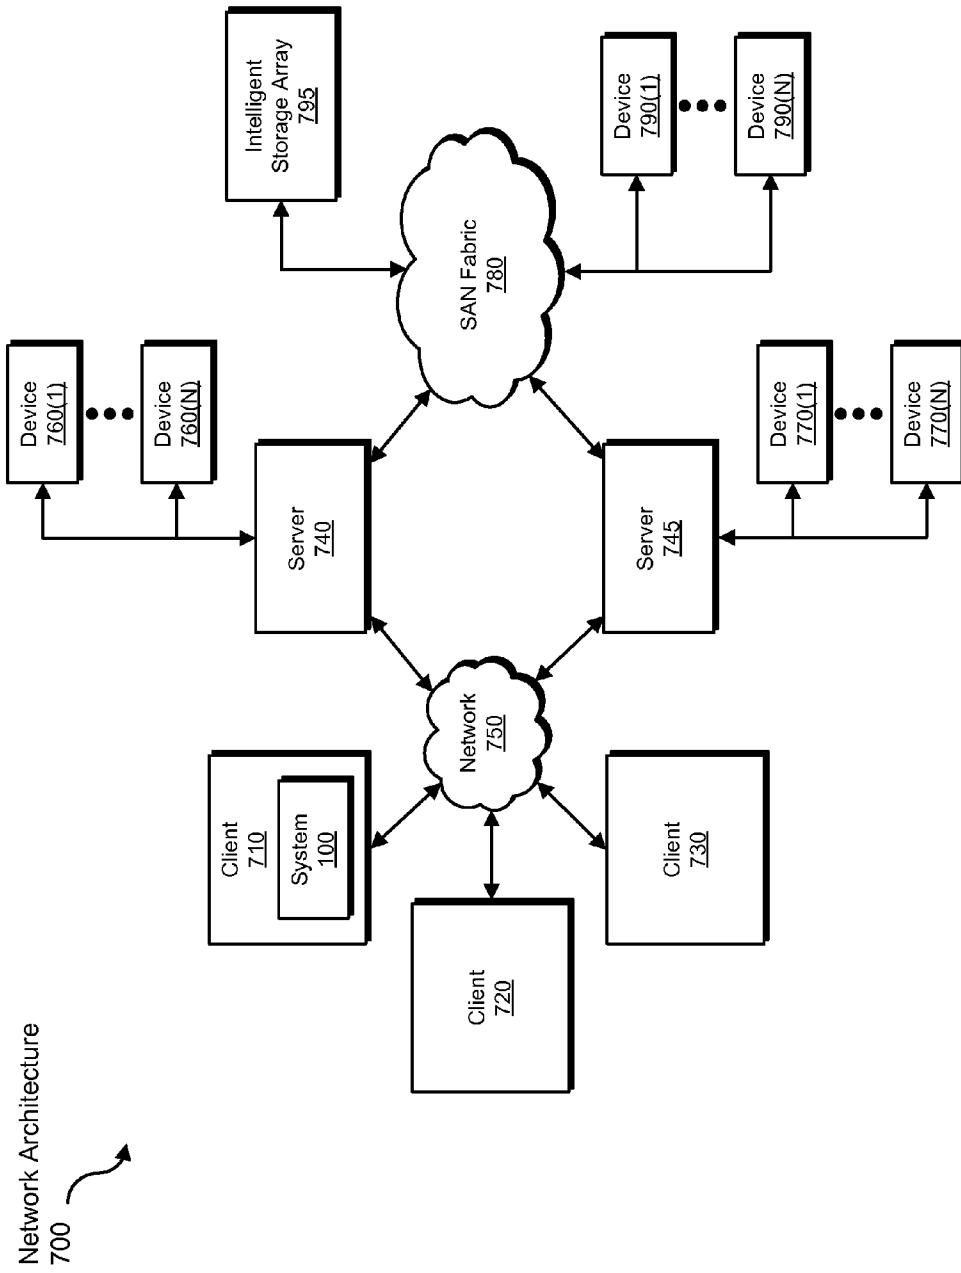 Network Architecture
700
Client
710
System
100
Client
720
Client
730
Network
750
Server
740
Server
745
Device
760(1)
Device
760(N)
Device
770(1)
Device
770(N)
SAN Fabric
780
Intelligent
Storage Array
795
Device
790(1)
Device
790(N)